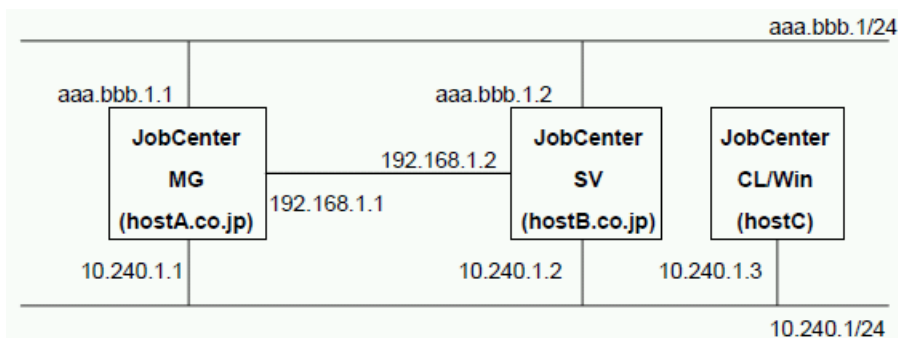 aaa.bbb.1/24
aaa.bbb.1.1
aaa.bbb.1.2
JobCenter
MG
(hostA.co.jp)
192.168.1.2
192.168.1.1
JobCenter
SV
(hostB.co.jp)
JobCenter
CL/Win
(hostC)
10.240.1.1
10.240.1.2
10.240.1.3
10.240.1/24